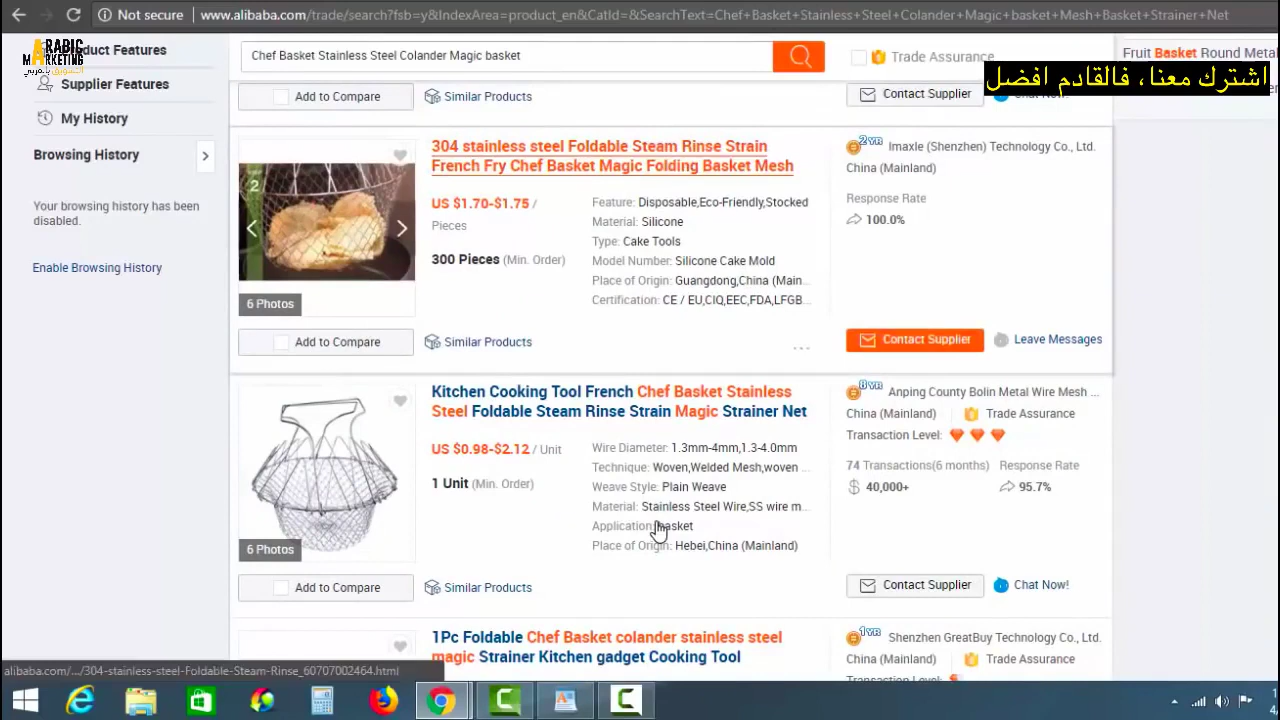 Not secure
www.alibaba.com/trade/search?fsb=y&IndexArea=product_en&CatId=&SearchText=Chef+Basket+Stainless+Steel+Colander+Magic+basket+Mesh+Basket+Strainer+Net
ARABIC
MARKETING
التسويق بالعربي
Product Features
Supplier Features
My History
Browsing History
Your browsing history has been
disabled.
Enable Browsing History
Chef Basket Stainless Steel Colander Magic basket
Trade Assurance
Fruit Basket Round Metal
اشترك معنا، فالقادم افضل
Add to Compare
Similar Products
Contact Supplier
Chat Now!
304 stainless steel Foldable Steam Rinse Strain
French Fry Chef Basket Magic Folding Basket Mesh
2
6 Photos
US $1.70-$1.75 /
Pieces
300 Pieces (Min. Order)
Feature: Disposable,Eco-Friendly,Stocked
Material: Silicone
Type: Cake Tools
Model Number: Silicone Cake Mold
Place of Origin: Guangdong,China (Main...
Certification: CE / EU,CIQ,EEC,FDA,LFGB...
2YR
Imaxle (Shenzhen) Technology Co., Ltd.
China (Mainland)
Response Rate
100.0%
Add to Compare
Similar Products
...
Contact Supplier
Leave Messages
Kitchen Cooking Tool French Chef Basket Stainless
Steel Foldable Steam Rinse Strain Magic Strainer Net
6 Photos
US $0.98-$2.12 / Unit
1 Unit (Min. Order)
Wire Diameter: 1.3mm-4mm,1.3-4.0mm
Technique: Woven,Welded Mesh,woven ...
Weave Style: Plain Weave
Material: Stainless Steel Wire,SS wire m...
Application: basket
Place of Origin: Hebei,China (Mainland)
8YR
Anping County Bolin Metal Wire Mesh ...
China (Mainland)
Trade Assurance
Transaction Level:
74 Transactions(6 months)
Response Rate
40,000+
95.7%
Add to Compare
Similar Products
Contact Supplier
Chat Now!
1Pc Foldable Chef Basket colander stainless steel
magic Strainer Kitchen gadget Cooking Tool
1YR
Shenzhen GreatBuy Technology Co., Ltd.
China (Mainland)
Trade Assurance
alibaba.com/.../304-stainless-steel-Foldable-Steam-Rinse_60707002464.html